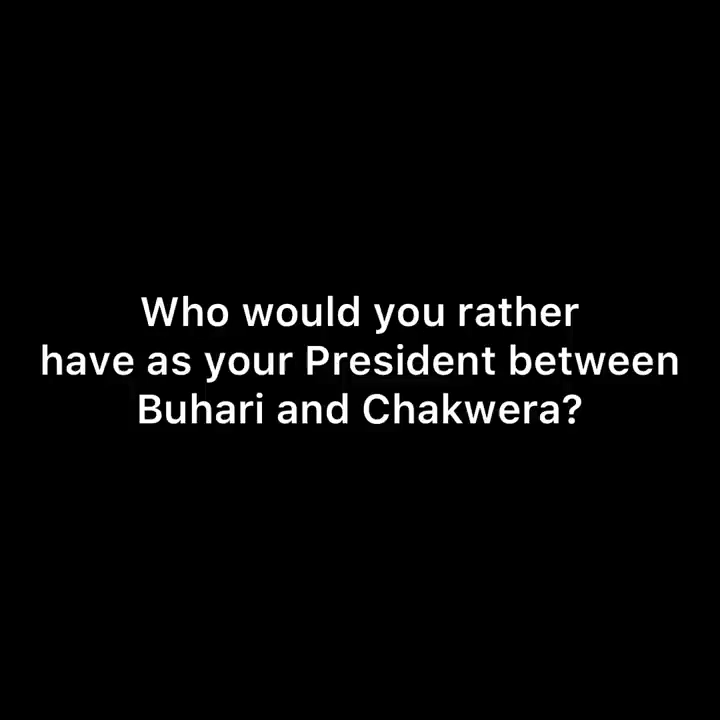 Who would you rather
have as your President between
Buhari and Chakwera?